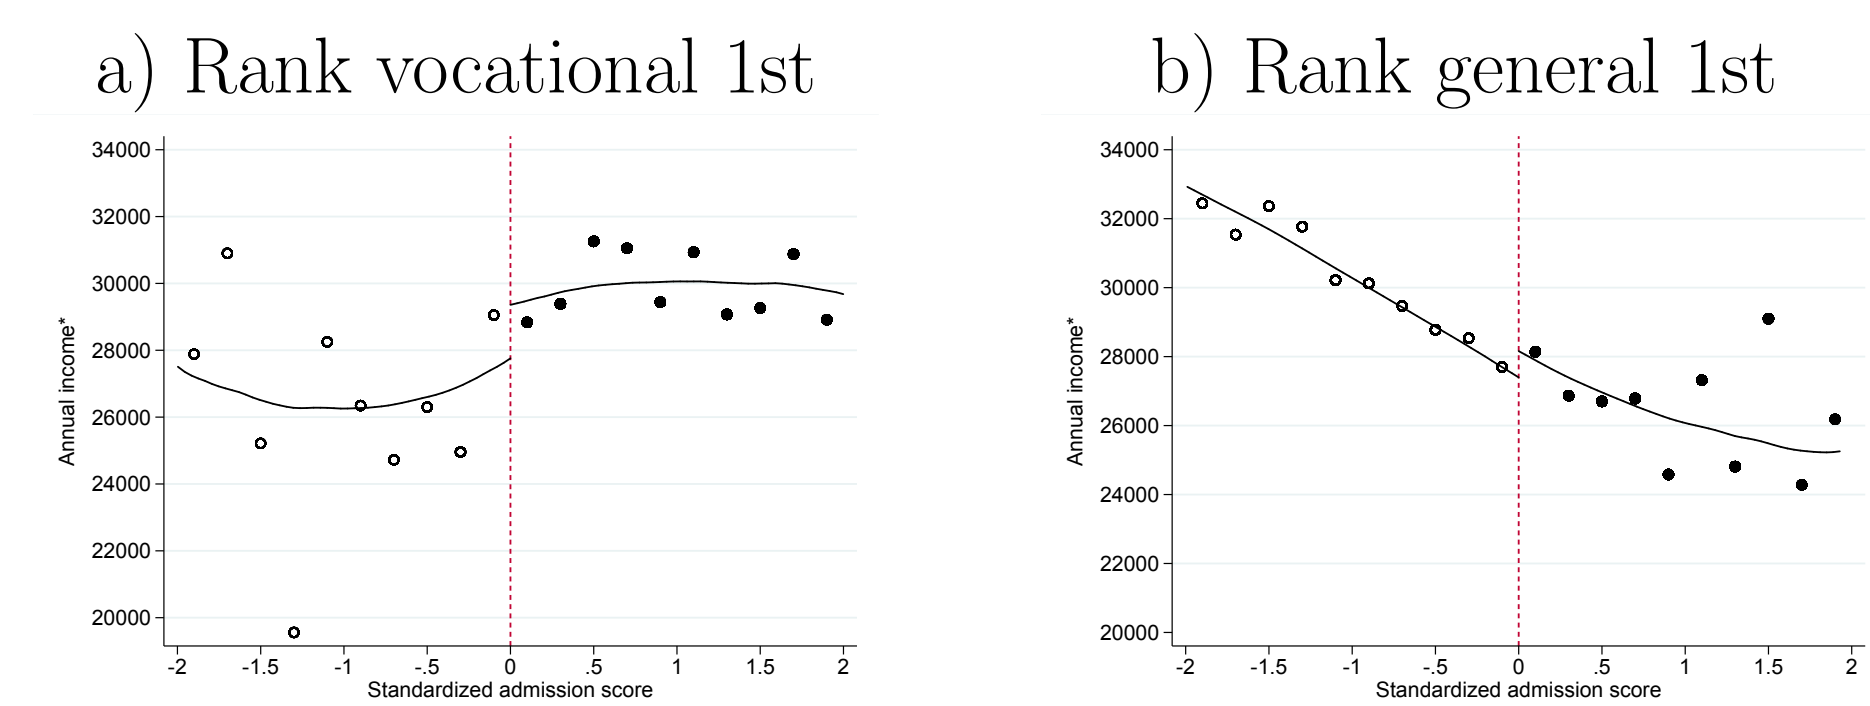 a) Rank vocational 1st
34000
32000
30000
28000
26000
24000
22000
20000
Annual income*
-2 -1.5 -1 -.5 0 .5 1 1.5 2
Standardized admission score
b) Rank general 1st
34000
32000
30000
28000
26000
24000
22000
20000
Annual income*
-2 -1.5 -1 -.5 0 .5 1 1.5 2
Standardized admission score